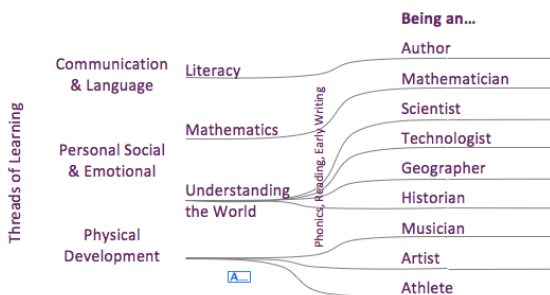 Being an...
Threads of Learning
Communication
& Language
Personal Social
& Emotional
Physical
Development
Literacy
Mathematics
Understanding
the World
A...
Phonics, Reading, Early Writing
Author
Mathematician
Scientist
Technologist
Geographer
Historian
Musician
Artist
Athlete